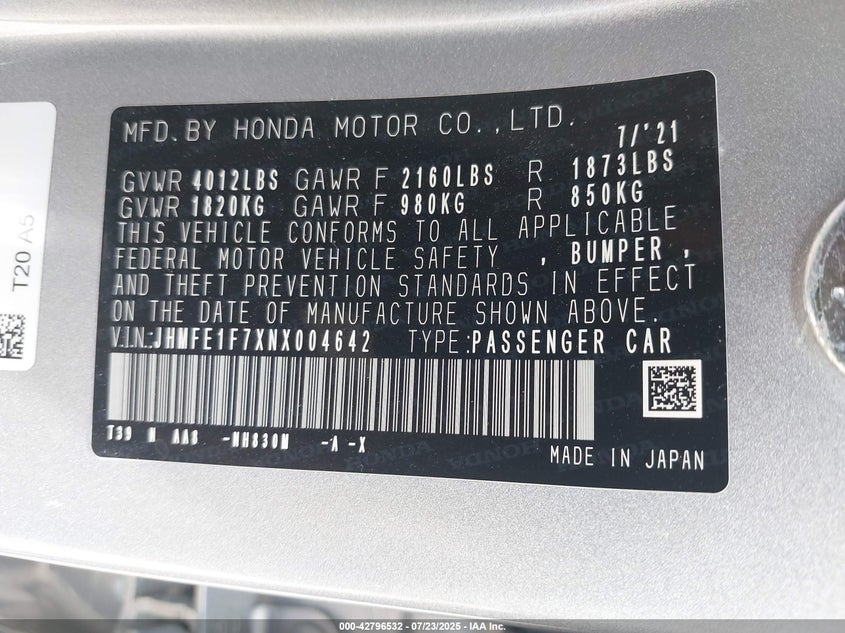 MFD. BY HONDA MOTOR CO., LTD. 7/'21
GVWR 4012LBS GAWR F 2160LBS R 1873LBS
GVWR 1820KG GAWR F 980KG R 850KG
THIS VEHICLE CONFORMS TO ALL APPLICABLE
FEDERAL MOTOR VEHICLE SAFETY , BUMPER ,
AND THEFT PREVENTION STANDARDS IN EFFECT
ON THE DATE OF MANUFACTURE SHOWN ABOVE.
V.I.N.:JHMFE1F7XNX004642 TYPE:PASSENGER CAR
T39 M AA8 -NH830M -A -X
MADE IN JAPAN
T20 A5
000-42796532 - 07/23/2025 - IAA Inc.